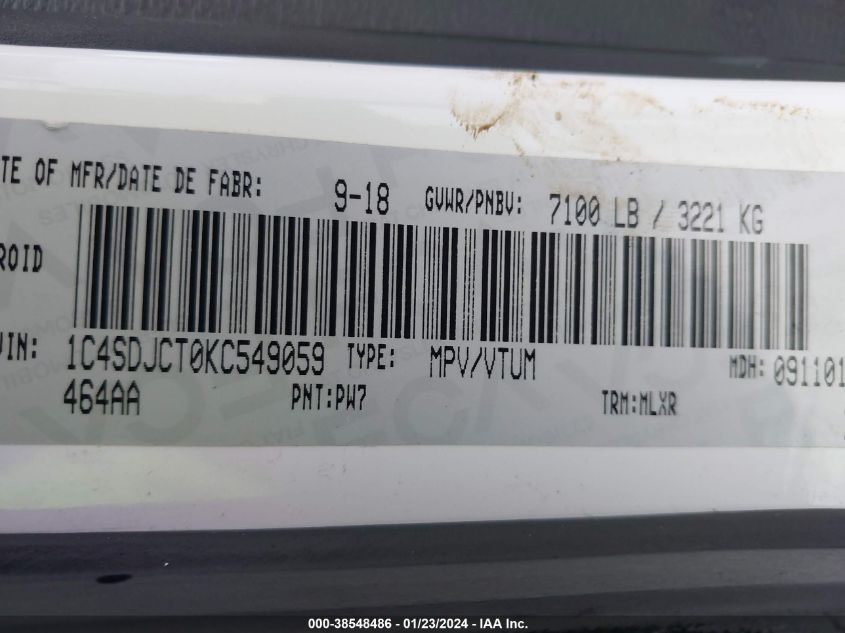 TE OF MFR/DATE DE FABR: 9-18 GVWR/PNBV: 7100 LB / 3221 KG
ROID
VIN: 1C4SDJCT0KC549059 TYPE: MPV/VTUM MDH: 091101
464AA PNT:PW7 TRM:MLXR
000-38548486 - 01/23/2024 - IAA Inc.